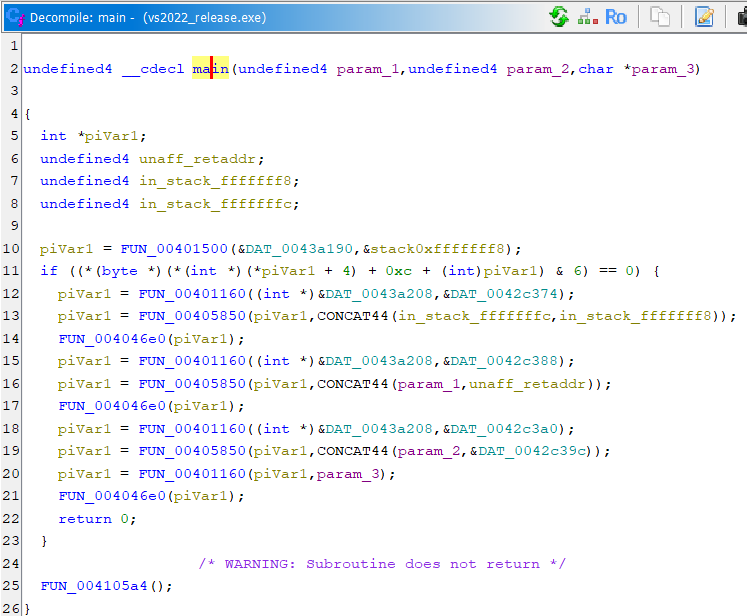 Decompile: main - (vs2022_release.exe)
Ro
1
2 undefined4 __cdecl main(undefined4 param_1,undefined4 param_2,char *param_3)
3
4 {
5 int *piVar1;
6 undefined4 unaff_retaddr;
7 undefined4 in_stack_fffffff8;
8 undefined4 in_stack_fffffffc;
9
10 piVar1 = FUN_00401500(&DAT_0043a190,&stack0xfffffff8);
11 if ((*(byte *)(*(int *)(*piVar1 + 4) + 0xc + (int)piVar1) & 6) == 0) {
12 piVar1 = FUN_00401160((int *)&DAT_0043a208,&DAT_0042c374);
13 piVar1 = FUN_00405850(piVar1,CONCAT44(in_stack_fffffffc,in_stack_fffffff8));
14 FUN_004046e0(piVar1);
15 piVar1 = FUN_00401160((int *)&DAT_0043a208,&DAT_0042c388);
16 piVar1 = FUN_00405850(piVar1,CONCAT44(param_1,unaff_retaddr));
17 FUN_004046e0(piVar1);
18 piVar1 = FUN_00401160((int *)&DAT_0043a208,&DAT_0042c3a0);
19 piVar1 = FUN_00405850(piVar1,CONCAT44(param_2,&DAT_0042c39c));
20 piVar1 = FUN_00401160(piVar1,param_3);
21 FUN_004046e0(piVar1);
22 return 0;
23 }
24 /* WARNING: Subroutine does not return */
25 FUN_004105a4();
26 }